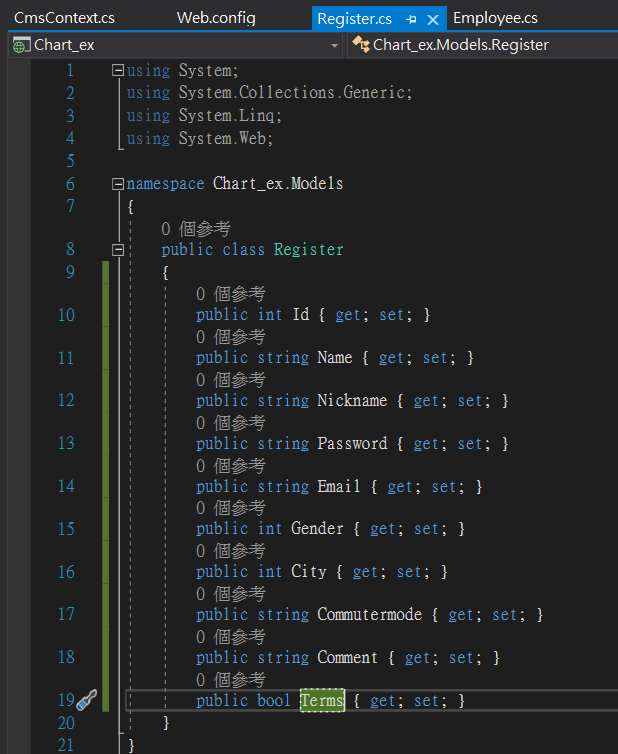 CmsContext.cs Web.config Register.cs Employee.cs
Chart_ex Chart_ex.Models.Register
1 using System;
2 using System.Collections.Generic;
3 using System.Linq;
4 using System.Web;
5
6 namespace Chart_ex.Models
7 {
0 個參考
8 public class Register
9 {
0 個參考
10 public int Id { get; set; }
0 個參考
11 public string Name { get; set; }
0 個參考
12 public string Nickname { get; set; }
0 個參考
13 public string Password { get; set; }
0 個參考
14 public string Email { get; set; }
0 個參考
15 public int Gender { get; set; }
0 個參考
16 public int City { get; set; }
0 個參考
17 public string Commutermode { get; set; }
0 個參考
18 public string Comment { get; set; }
0 個參考
19 public bool Terms { get; set; }
20 }
21 }